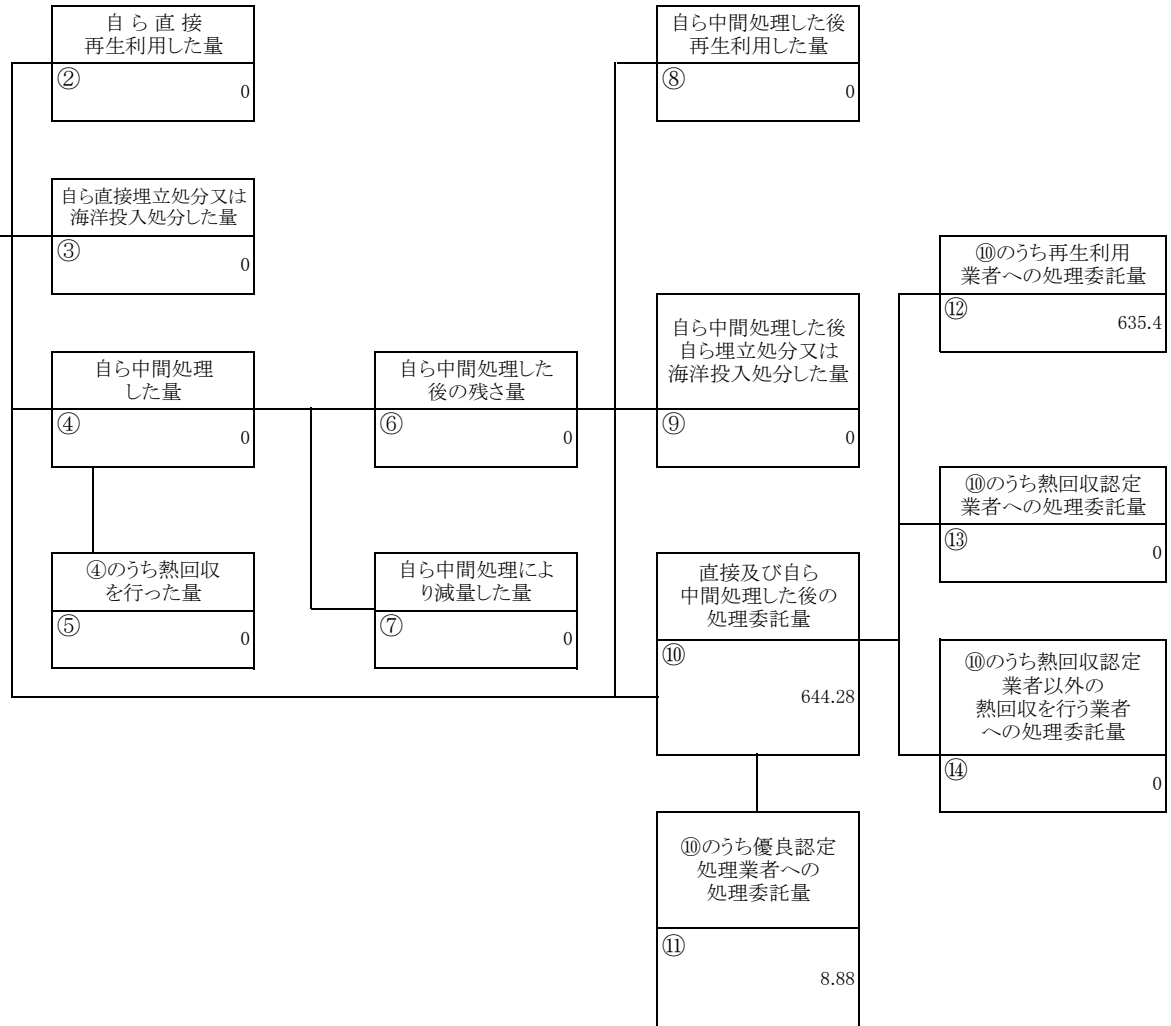 自 ら 直 接
再生利用した量
②
0
自ら直接埋立処分又は
海洋投入処分した量
③
0
自ら中間処理
した量
④
0
④のうち熱回収
を行った量
⑤
0
自ら中間処理した
後の残さ量
⑥
0
自ら中間処理によ
り減量した量
⑦
0
自ら中間処理した後
再生利用した量
⑧
0
自ら中間処理した後
自ら埋立処分又は
海洋投入処分した量
⑨
0
直接及び自ら
中間処理した後の
処理委託量
⑩
644.28
⑩のうち優良認定
処理業者への
処理委託量
⑪
8.88
⑩のうち再生利用
業者への処理委託量
⑫
635.4
⑩のうち熱回収認定
業者への処理委託量
⑬
0
⑩のうち熱回収認定
業者以外の
熱回収を行う業者
への処理委託量
⑭
0